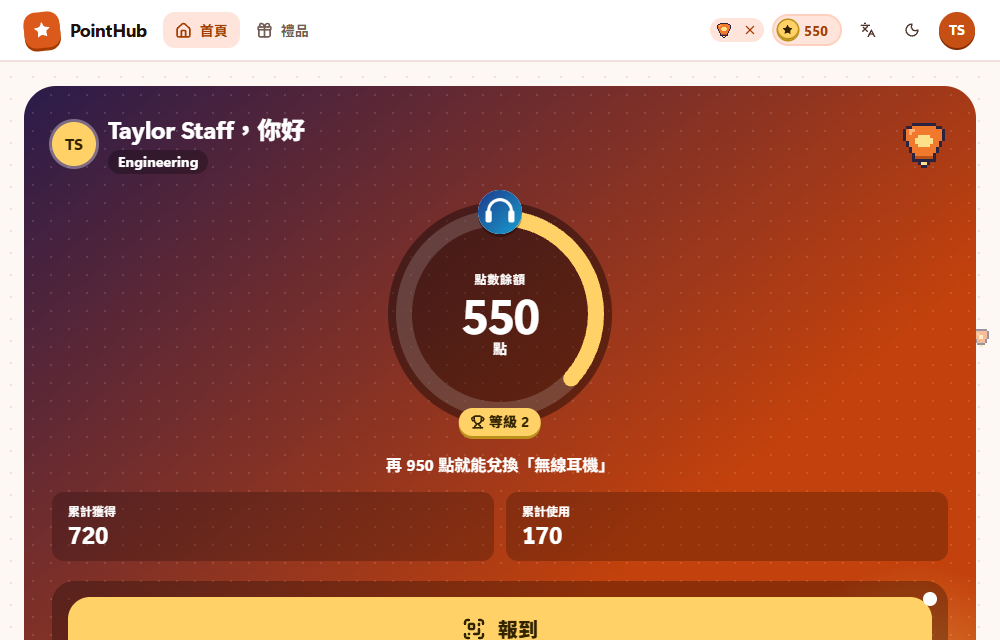 PointHub
首頁
禮品
550
TS
TS
Taylor Staff，你好
Engineering
點數餘額
550
點
等級 2
再 950 點就能兌換「無線耳機」
累計獲得
720
累計使用
170
報到